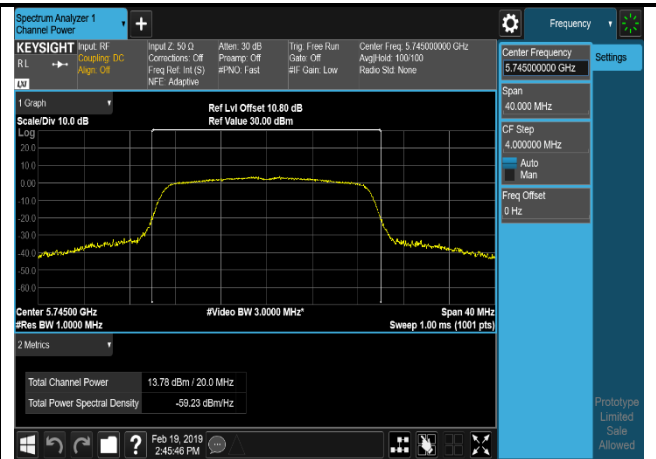 Spectrum Analyzer 1
Channel Power
Frequency
KEYSIGHT
RL
LXI
Input: RF
Coupling: DC
Align: Off
Input Z: 50 Ω
Corrections: Off
Freq Ref: Int (S)
NFE: Adaptive
Atten: 30 dB
Preamp: Off
#PNO: Fast
Trig: Free Run
Gate: Off
#IF Gain: Low
Center Freq: 5.745000000 GHz
Avg|Hold: 100/100
Radio Std: None
Center Frequency
5.745000000 GHz
Settings
Span
40.000 MHz
CF Step
4.000000 MHz
Auto
Man
Freq Offset
0 Hz
1 Graph
Scale/Div 10.0 dB
Ref Lvl Offset 10.80 dB
Ref Value 30.00 dBm
Log
20.0
10.0
0.00
-10.0
-20.0
-30.0
-40.0
-50.0
-60.0
Center 5.74500 GHz
#Video BW 3.0000 MHz*
Span 40 MHz
#Res BW 1.0000 MHz
Sweep 1.00 ms (1001 pts)
2 Metrics
Total Channel Power 13.78 dBm / 20.0 MHz
Total Power Spectral Density -59.23 dBm/Hz
Prototype
Limited
Sale
Allowed
Feb 19, 2019
2:45:46 PM